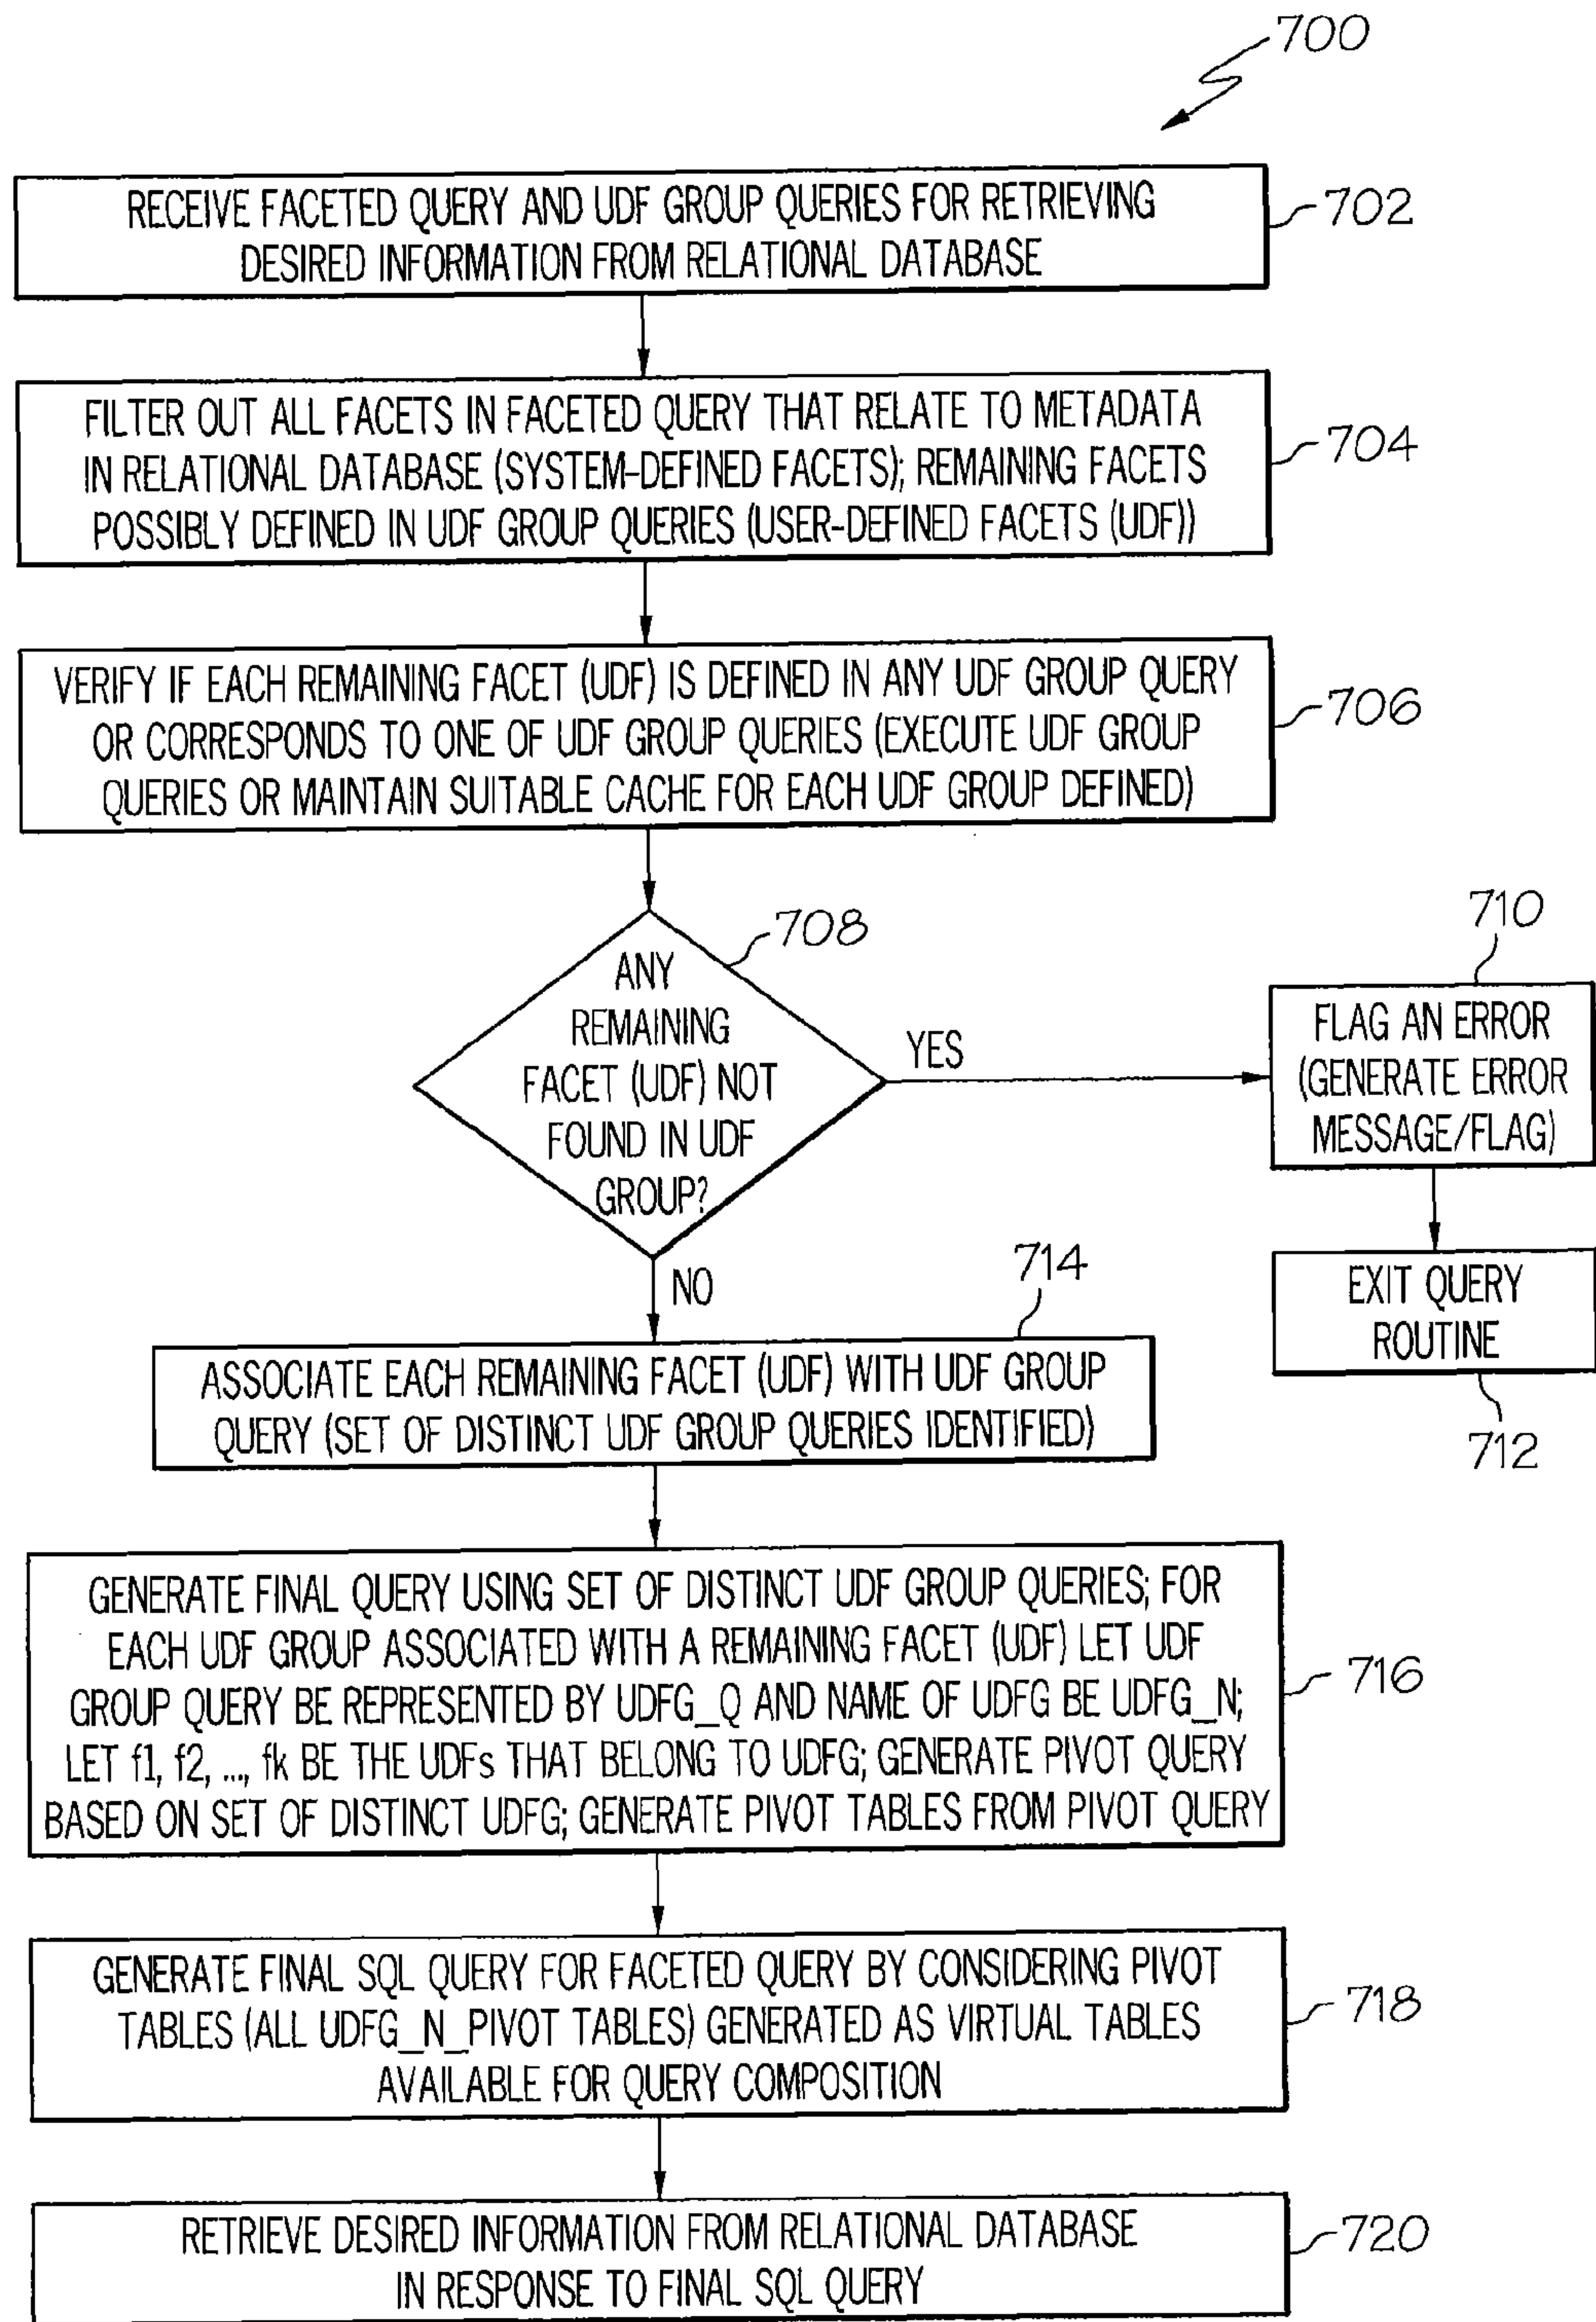 700
RECEIVE FACETED QUERY AND UDF GROUP QUERIES FOR RETRIEVING
DESIRED INFORMATION FROM RELATIONAL DATABASE
702
FILTER OUT ALL FACETS IN FACETED QUERY THAT RELATE TO METADATA
IN RELATIONAL DATABASE (SYSTEM-DEFINED FACETS); REMAINING FACETS
POSSIBLY DEFINED IN UDF GROUP QUERIES (USER-DEFINED FACETS (UDF))
704
VERIFY IF EACH REMAINING FACET (UDF) IS DEFINED IN ANY UDF GROUP QUERY
OR CORRESPONDS TO ONE OF UDF GROUP QUERIES (EXECUTE UDF GROUP
QUERIES OR MAINTAIN SUITABLE CACHE FOR EACH UDF GROUP DEFINED)
706
ANY
REMAINING
FACET (UDF) NOT
FOUND IN UDF
GROUP?
708
YES
710
FLAG AN ERROR
(GENERATE ERROR
MESSAGE/FLAG)
EXIT QUERY
ROUTINE
712
NO
714
ASSOCIATE EACH REMAINING FACET (UDF) WITH UDF GROUP
QUERY (SET OF DISTINCT UDF GROUP QUERIES IDENTIFIED)
GENERATE FINAL QUERY USING SET OF DISTINCT UDF GROUP QUERIES; FOR
EACH UDF GROUP ASSOCIATED WITH A REMAINING FACET (UDF) LET UDF
GROUP QUERY BE REPRESENTED BY UDFG_Q AND NAME OF UDFG BE UDFG_N;
LET f1, f2, ..., fk BE THE UDFs THAT BELONG TO UDFG; GENERATE PIVOT QUERY
BASED ON SET OF DISTINCT UDFG; GENERATE PIVOT TABLES FROM PIVOT QUERY
716
GENERATE FINAL SQL QUERY FOR FACETED QUERY BY CONSIDERING PIVOT
TABLES (ALL UDFG_N_PIVOT TABLES) GENERATED AS VIRTUAL TABLES
AVAILABLE FOR QUERY COMPOSITION
718
RETRIEVE DESIRED INFORMATION FROM RELATIONAL DATABASE
IN RESPONSE TO FINAL SQL QUERY
720